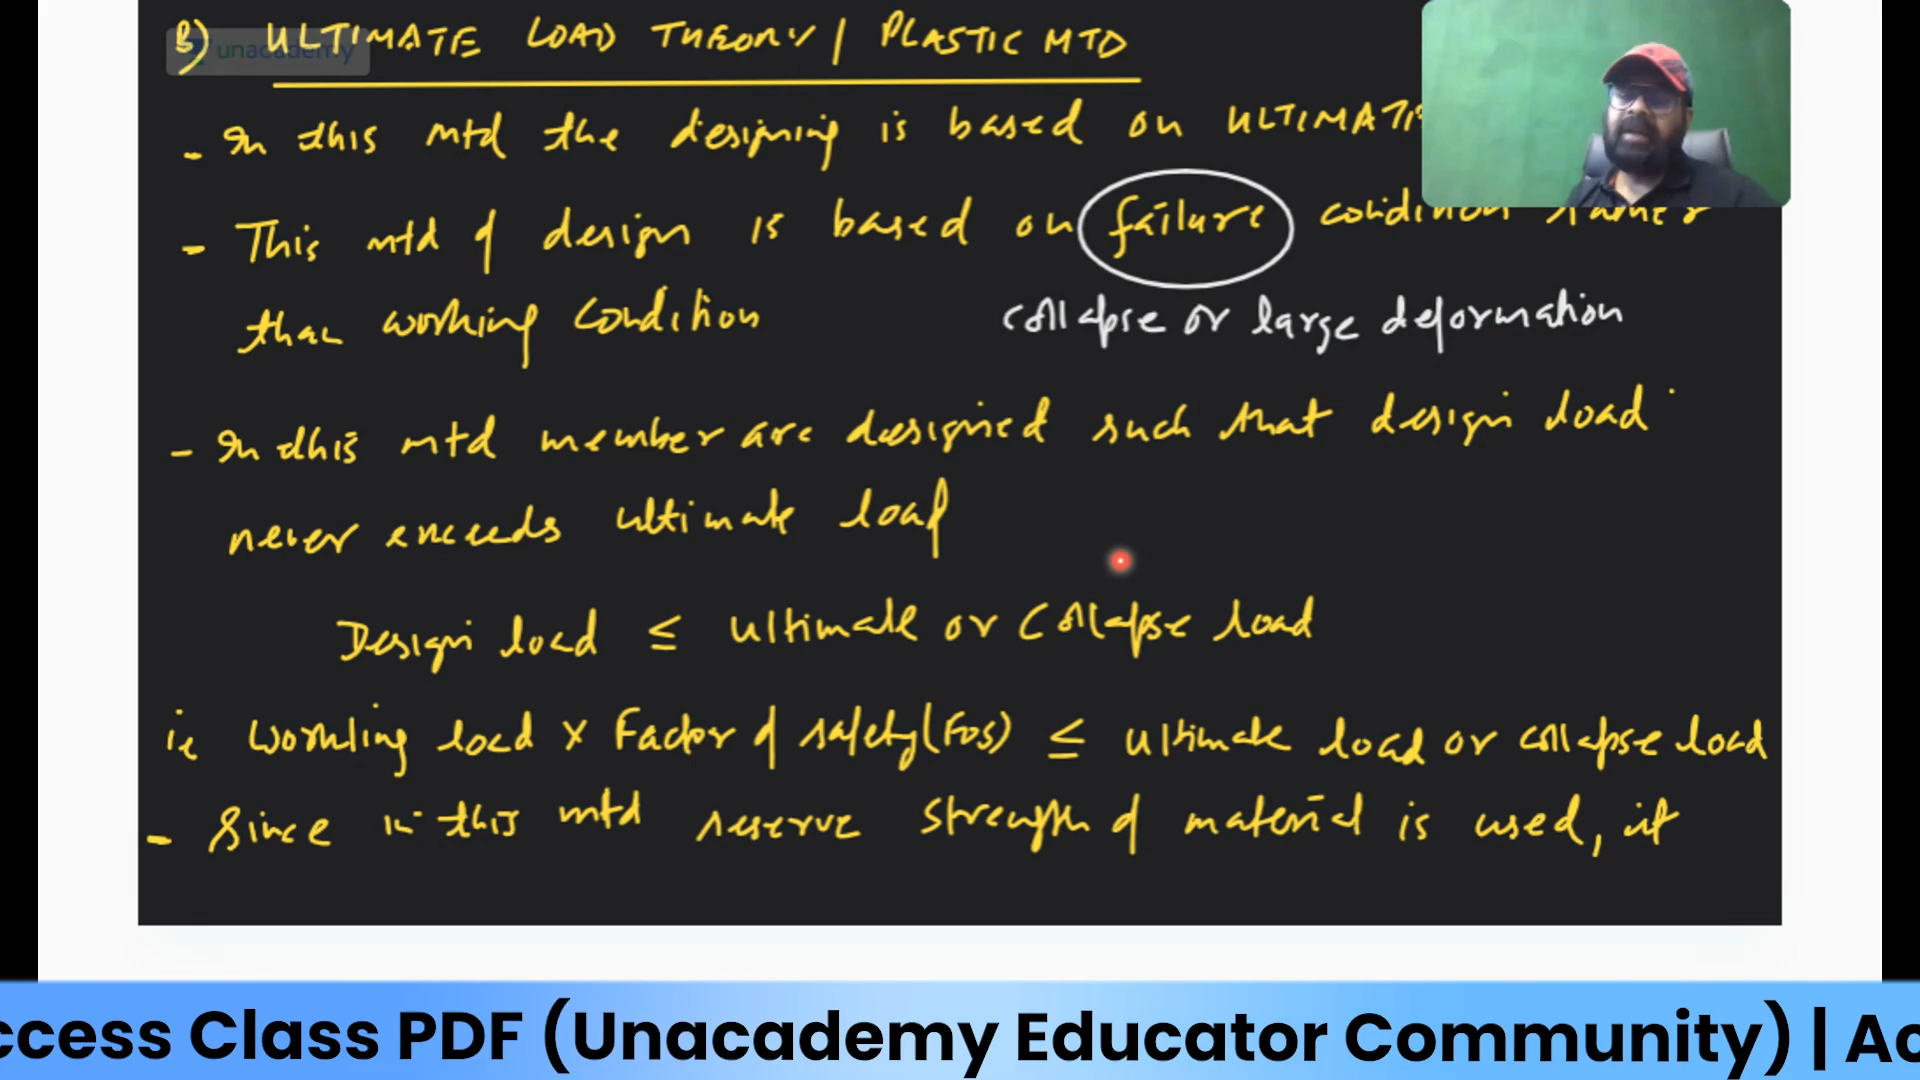 B) ULTIMATE LOAD THEORY / PLASTIC MTD
unacademy
- In this mtd the designing is based on ULTIMATE
- This mtd of design is based on failure condition rather
than working condition
collapse or large deformation
- In this mtd member are designed such that design load
never exceeds ultimate load
Design load ≤ ultimate or collapse load
ie working load x Factor of safety (FOS) ≤ ultimate load or collapse load
- Since in this mtd reserve strength of material is used, it
ccess Class PDF (Unacademy Educator Community) | Ac